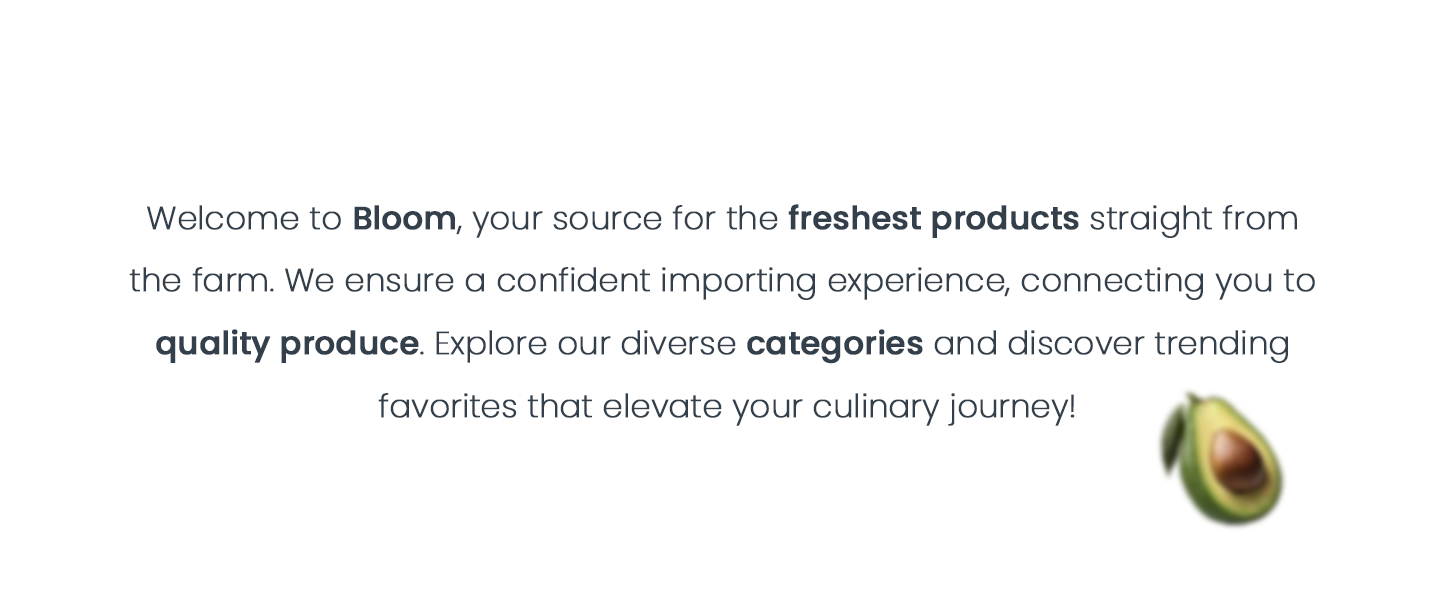 Welcome to Bloom, your source for the freshest products straight from
the farm. We ensure a confident importing experience, connecting you to
quality produce. Explore our diverse categories and discover trending
favorites that elevate your culinary journey!